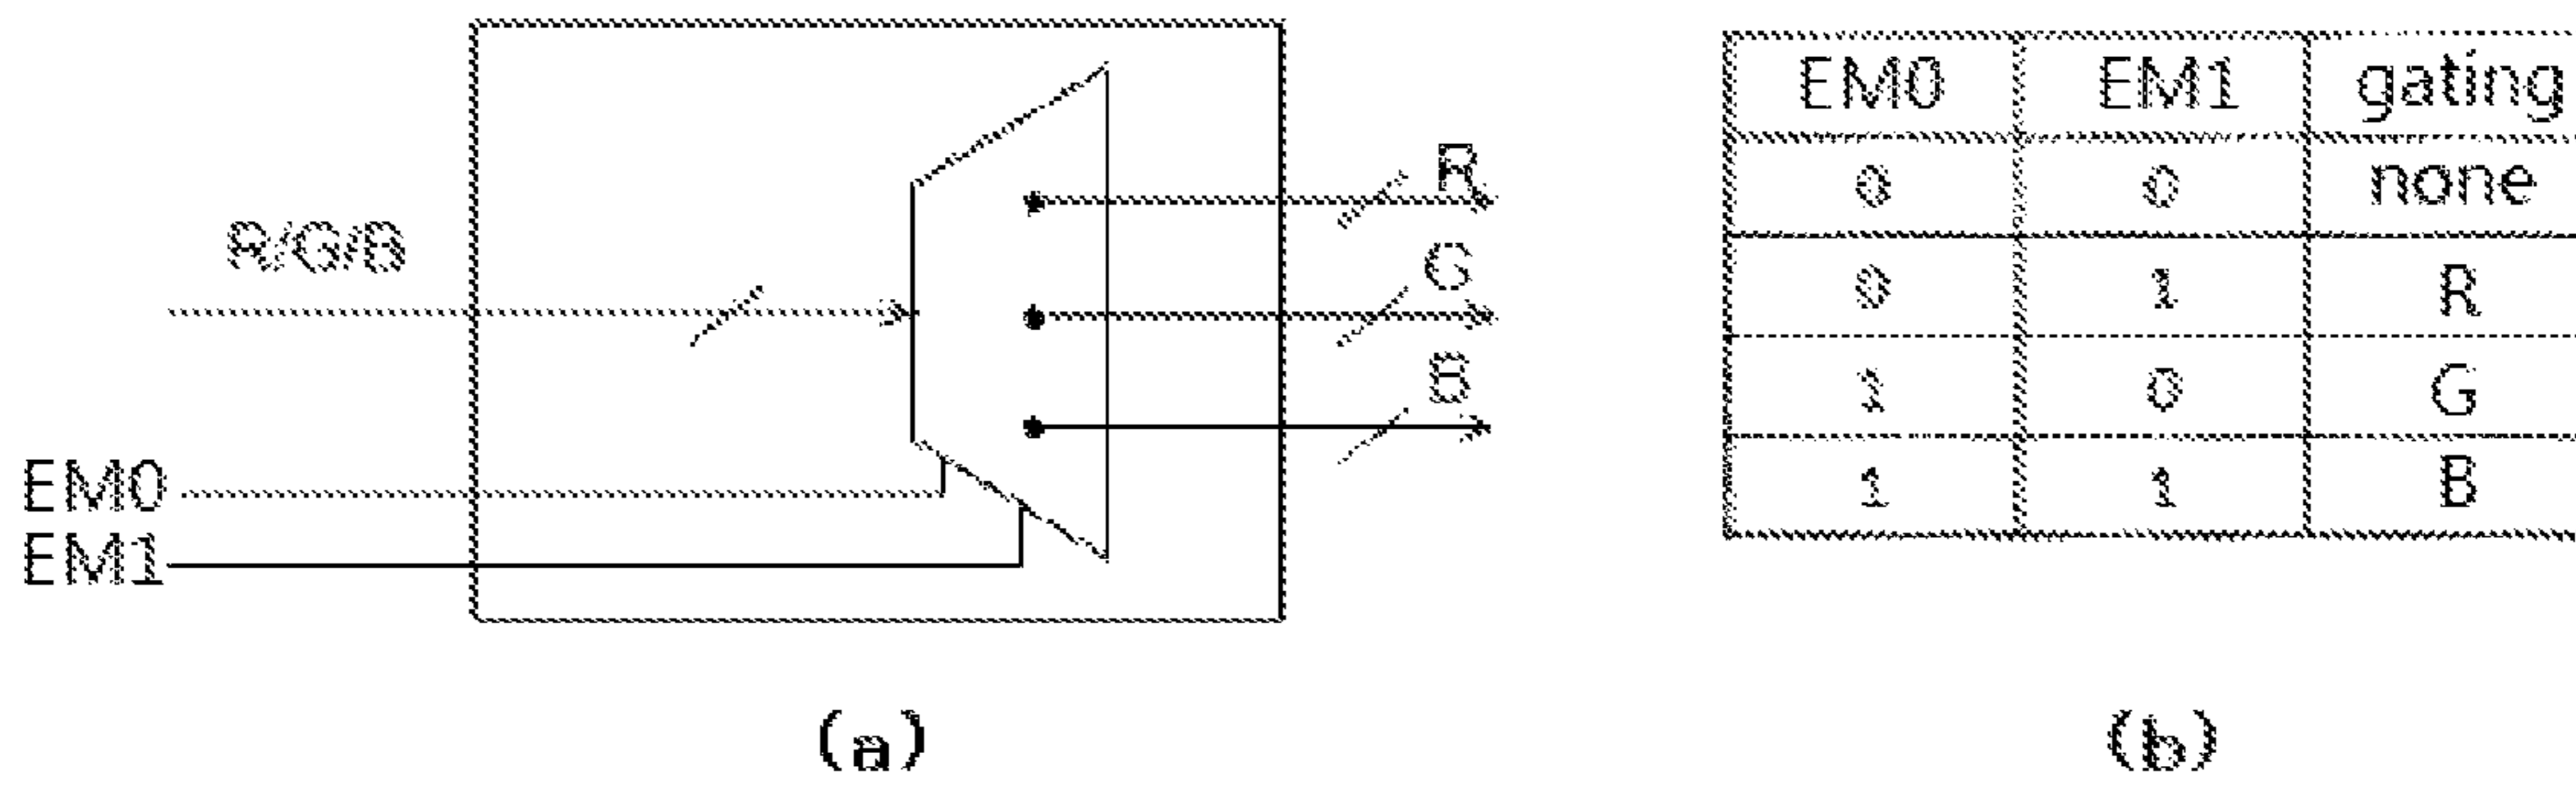 R/G/B
R
G
B
EM0
EM1
(a)
EM0 EM1 gating
0 0 none
0 1 R
1 0 G
1 1 B
(b)